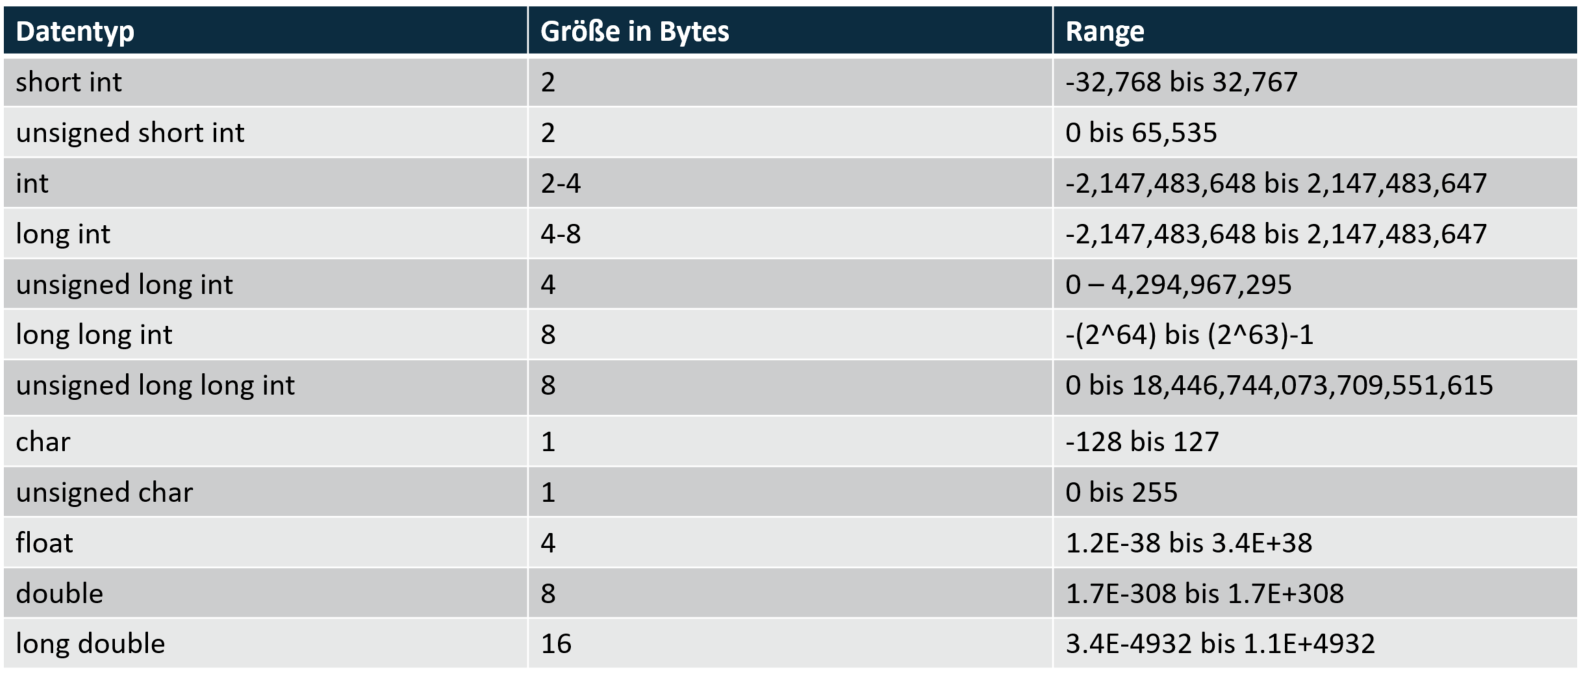 Datentyp Größe in Bytes Range
short int 2 -32,768 bis 32,767
unsigned short int 2 0 bis 65,535
int 2-4 -2,147,483,648 bis 2,147,483,647
long int 4-8 -2,147,483,648 bis 2,147,483,647
unsigned long int 4 0 – 4,294,967,295
long long int 8 -(2^64) bis (2^63)-1
unsigned long long int 8 0 bis 18,446,744,073,709,551,615
char 1 -128 bis 127
unsigned char 1 0 bis 255
float 4 1.2E-38 bis 3.4E+38
double 8 1.7E-308 bis 1.7E+308
long double 16 3.4E-4932 bis 1.1E+4932